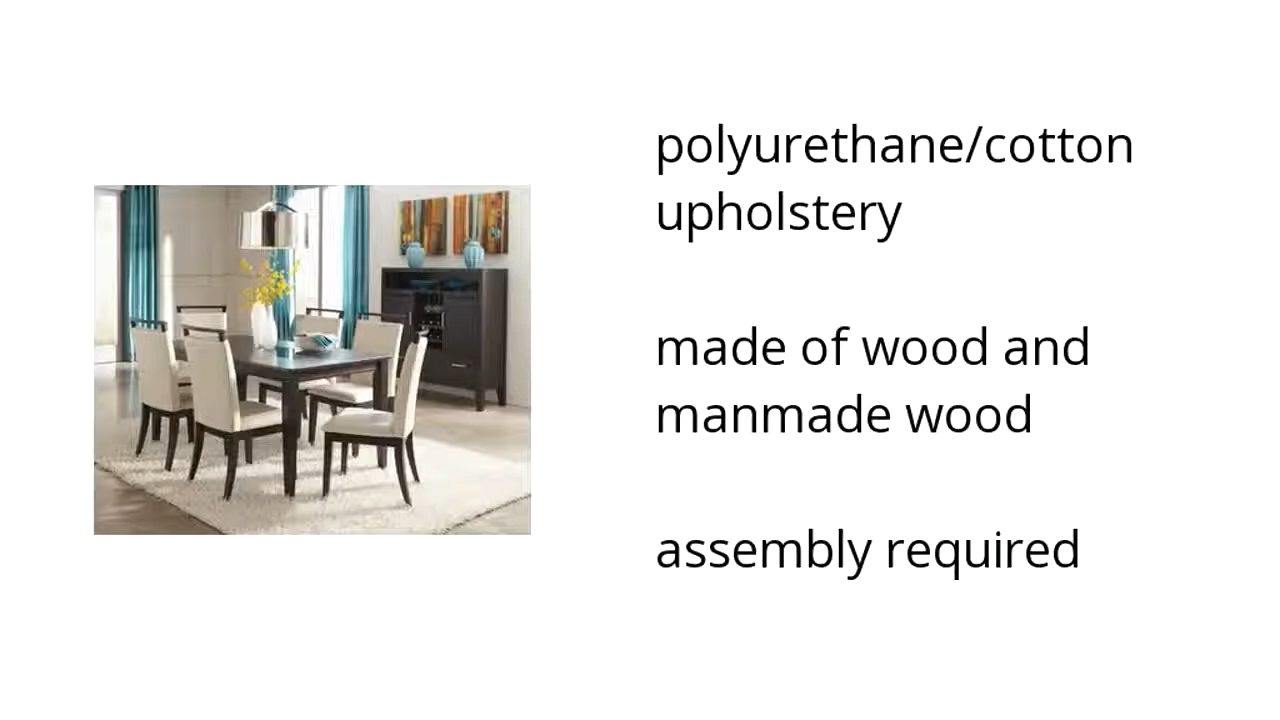 polyurethane/cotton
upholstery
made of wood and
manmade wood
assembly required